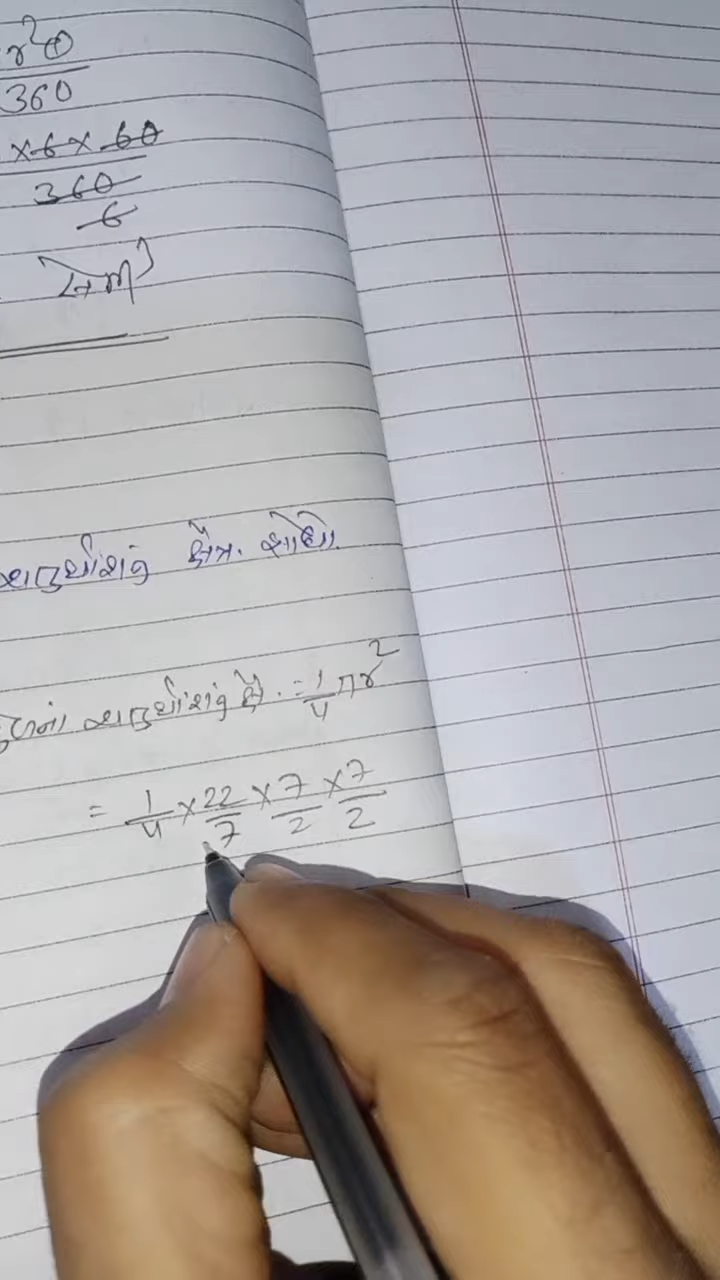 r²θ
360
× 6 × 60
360
6
સેમી²
ચતુર્થાંશનું ક્ષેત્ર. શોધો.
ચતુર્થાંશનું ક્ષે. = 1/4 πr²
= 1/4 × 22/7 × 7/2 × 7/2